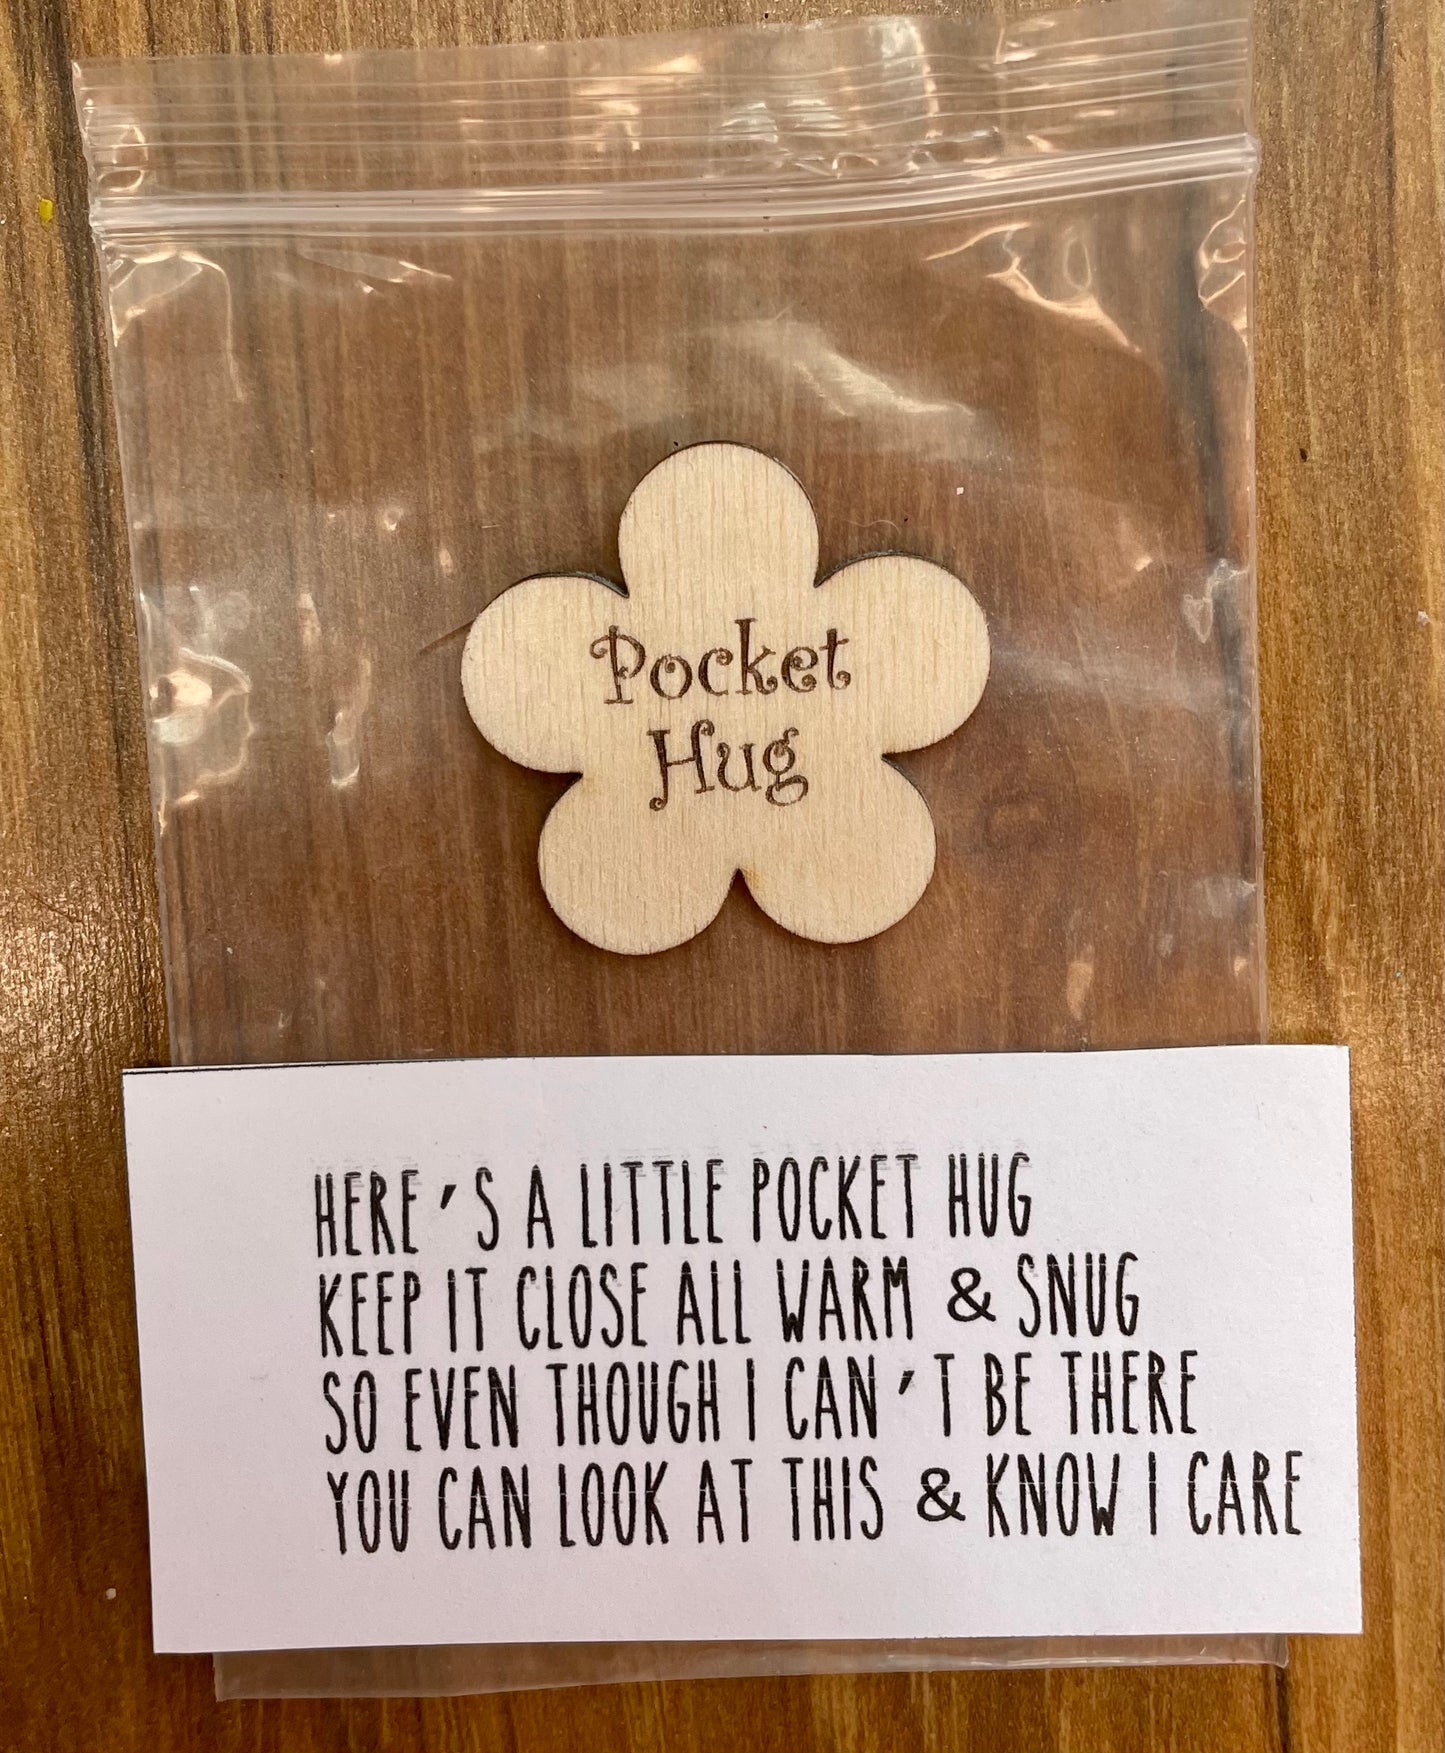 Pocket
Hug
HERE'S A LITTLE POCKET HUG
KEEP IT CLOSE ALL WARM & SNUG
SO EVEN THOUGH I CAN'T BE THERE
YOU CAN LOOK AT THIS & KNOW I CARE